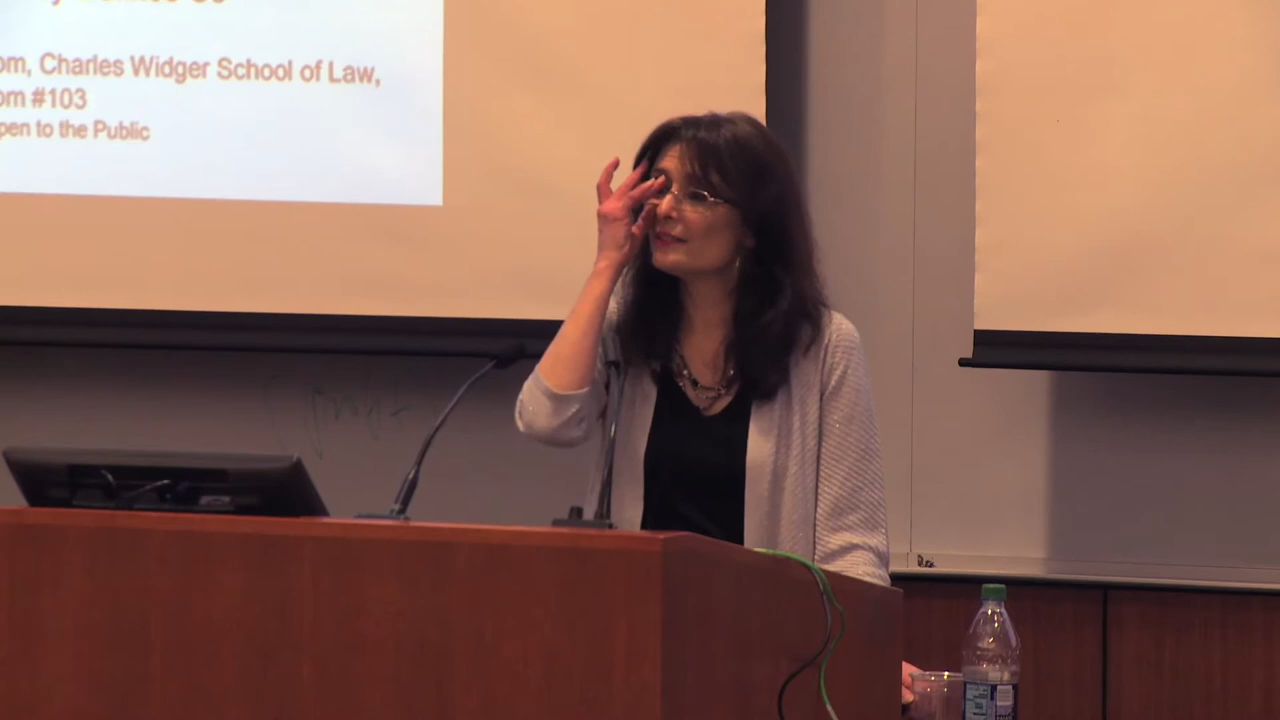 om, Charles Widger School of Law,
om #103
pen to the Public